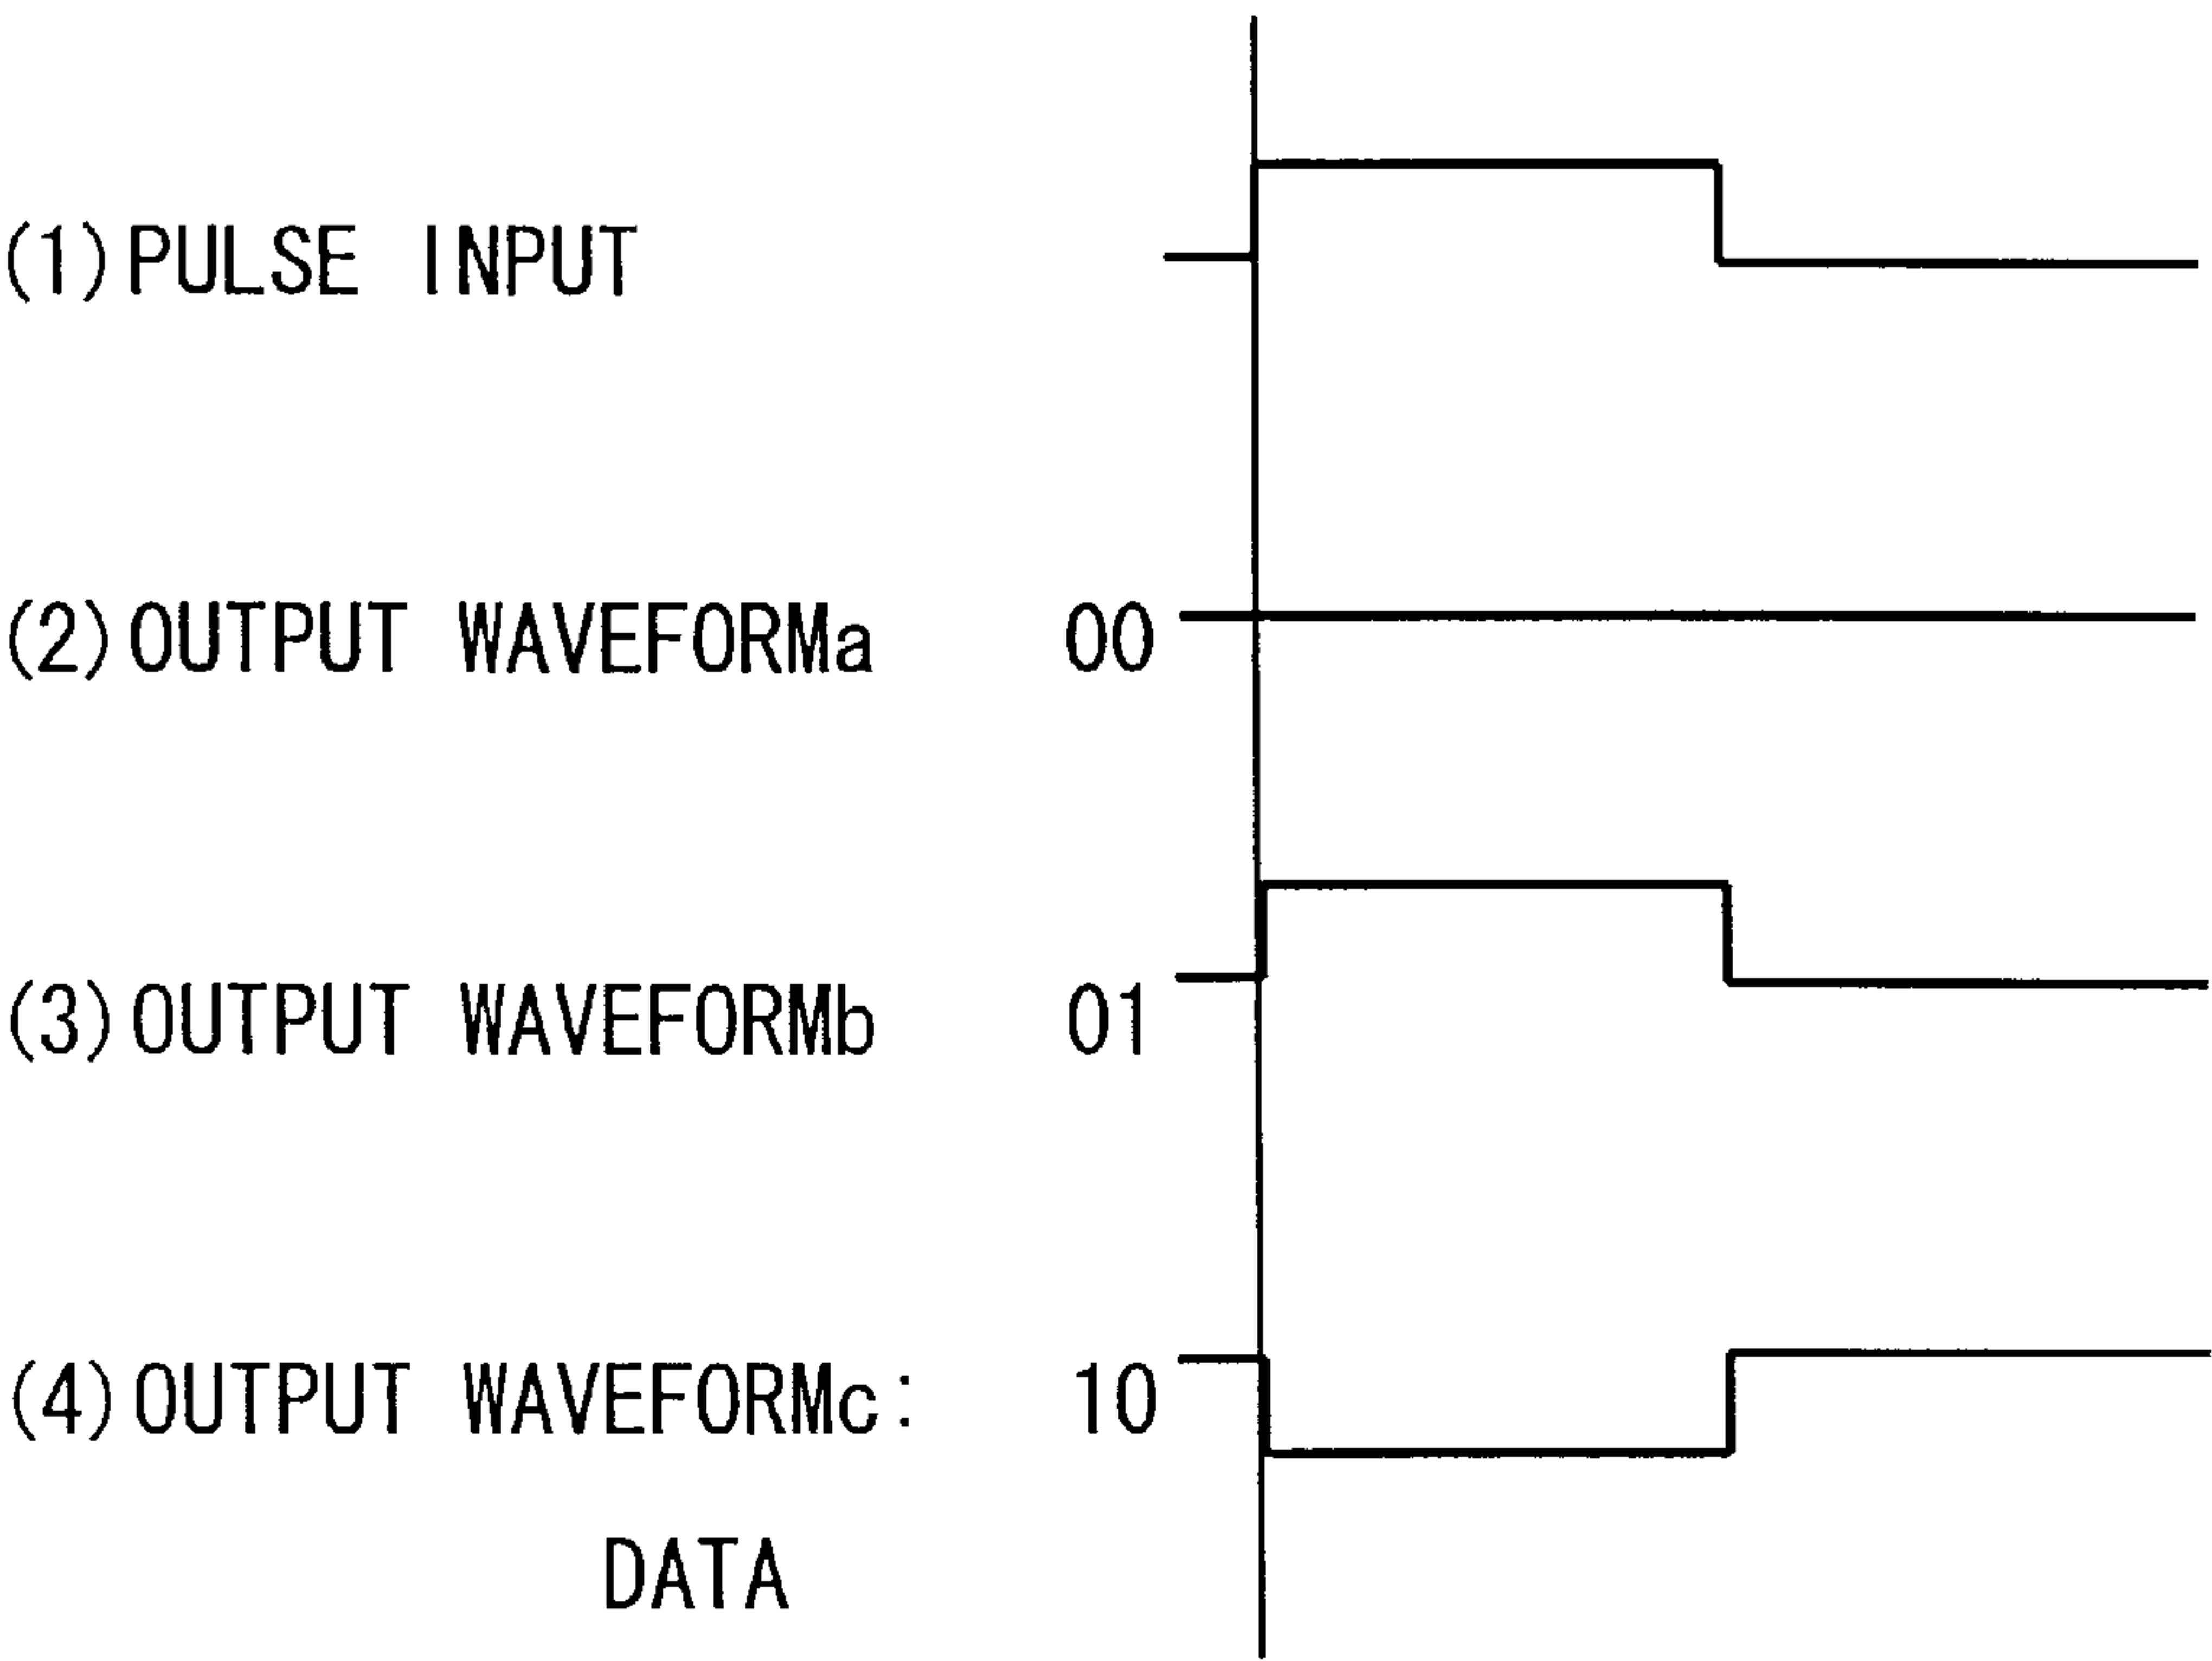 (1) PULSE INPUT
(2) OUTPUT WAVEFORMa 00
(3) OUTPUT WAVEFORMb 01
(4) OUTPUT WAVEFORMc: 10
DATA